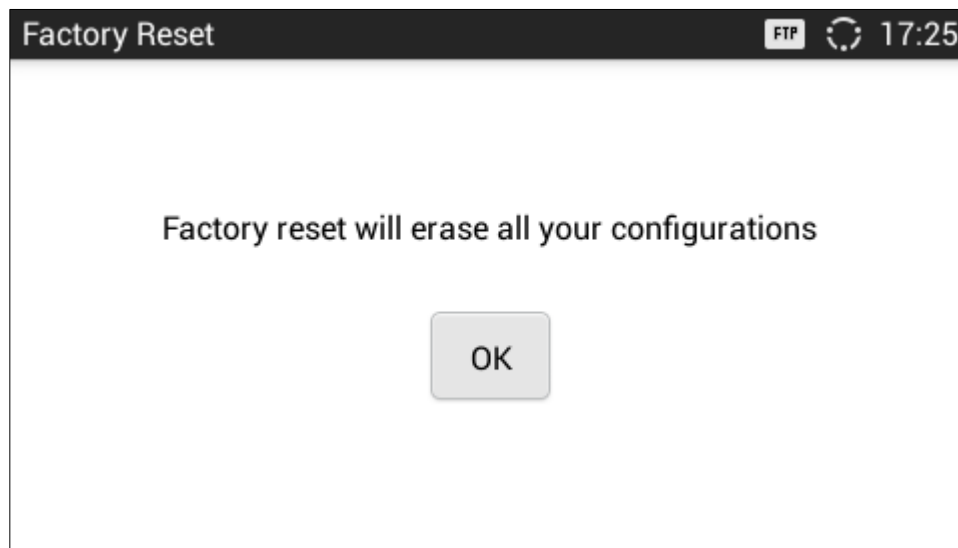 Factory Reset FTP 17:25
Factory reset will erase all your configurations
OK